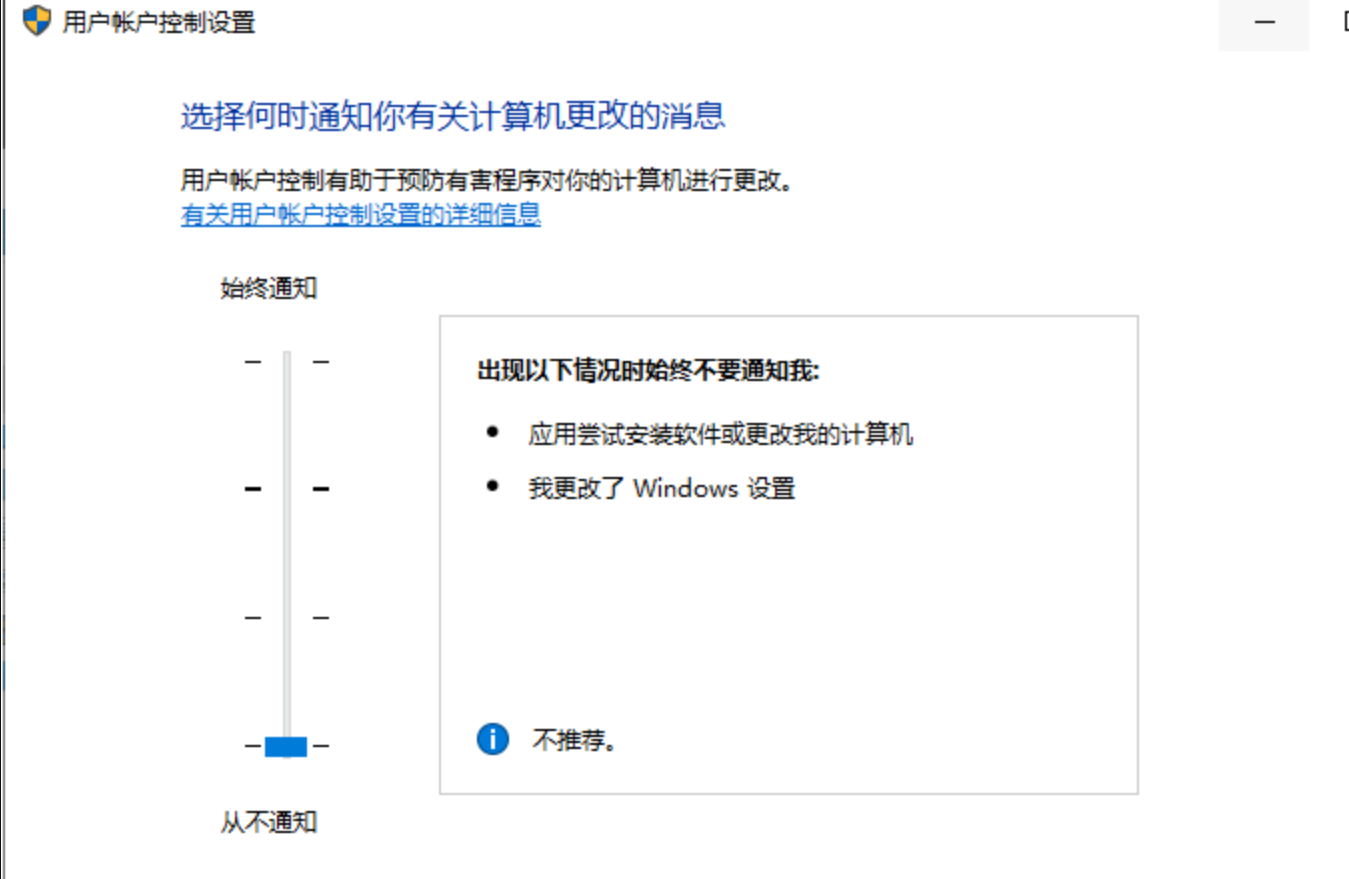 用户帐户控制设置
选择何时通知你有关计算机更改的消息
用户帐户控制有助于预防有害程序对你的计算机进行更改。
有关用户帐户控制设置的详细信息
始终通知
出现以下情况时始终不要通知我:
应用尝试安装软件或更改我的计算机
我更改了 Windows 设置
不推荐。
从不通知